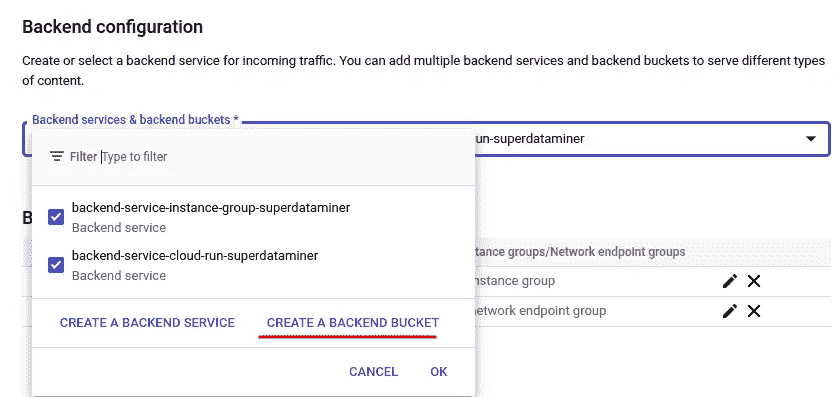 Backend configuration
Create or select a backend service for incoming traffic. You can add multiple backend services and backend buckets to serve different types
of content.
Backend services & backend buckets *
un-superdataminer
Filter Type to filter
backend-service-instance-group-superdataminer
Backend service
backend-service-cloud-run-superdataminer
Backend service
B
tance groups/Network endpoint groups
nstance group
network endpoint group
CREATE A BACKEND SERVICE CREATE A BACKEND BUCKET
CANCEL OK